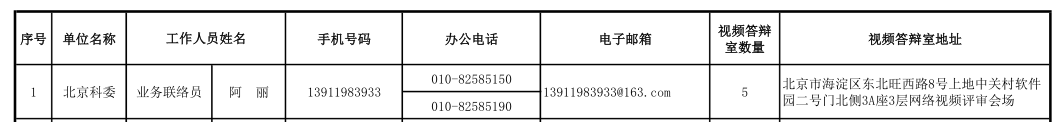 序号 单位名称 工作人员姓名 手机号码 办公电话 电子邮箱 视频答辩室数量 视频答辩室地址
1 北京科委 业务联络员 阿 丽 13911983933 010-82585150 13911983933@163.com 5 北京市海淀区东北旺西路8号上地中关村软件
010-82585190 园二号门北侧3A座3层网络视频评审会场